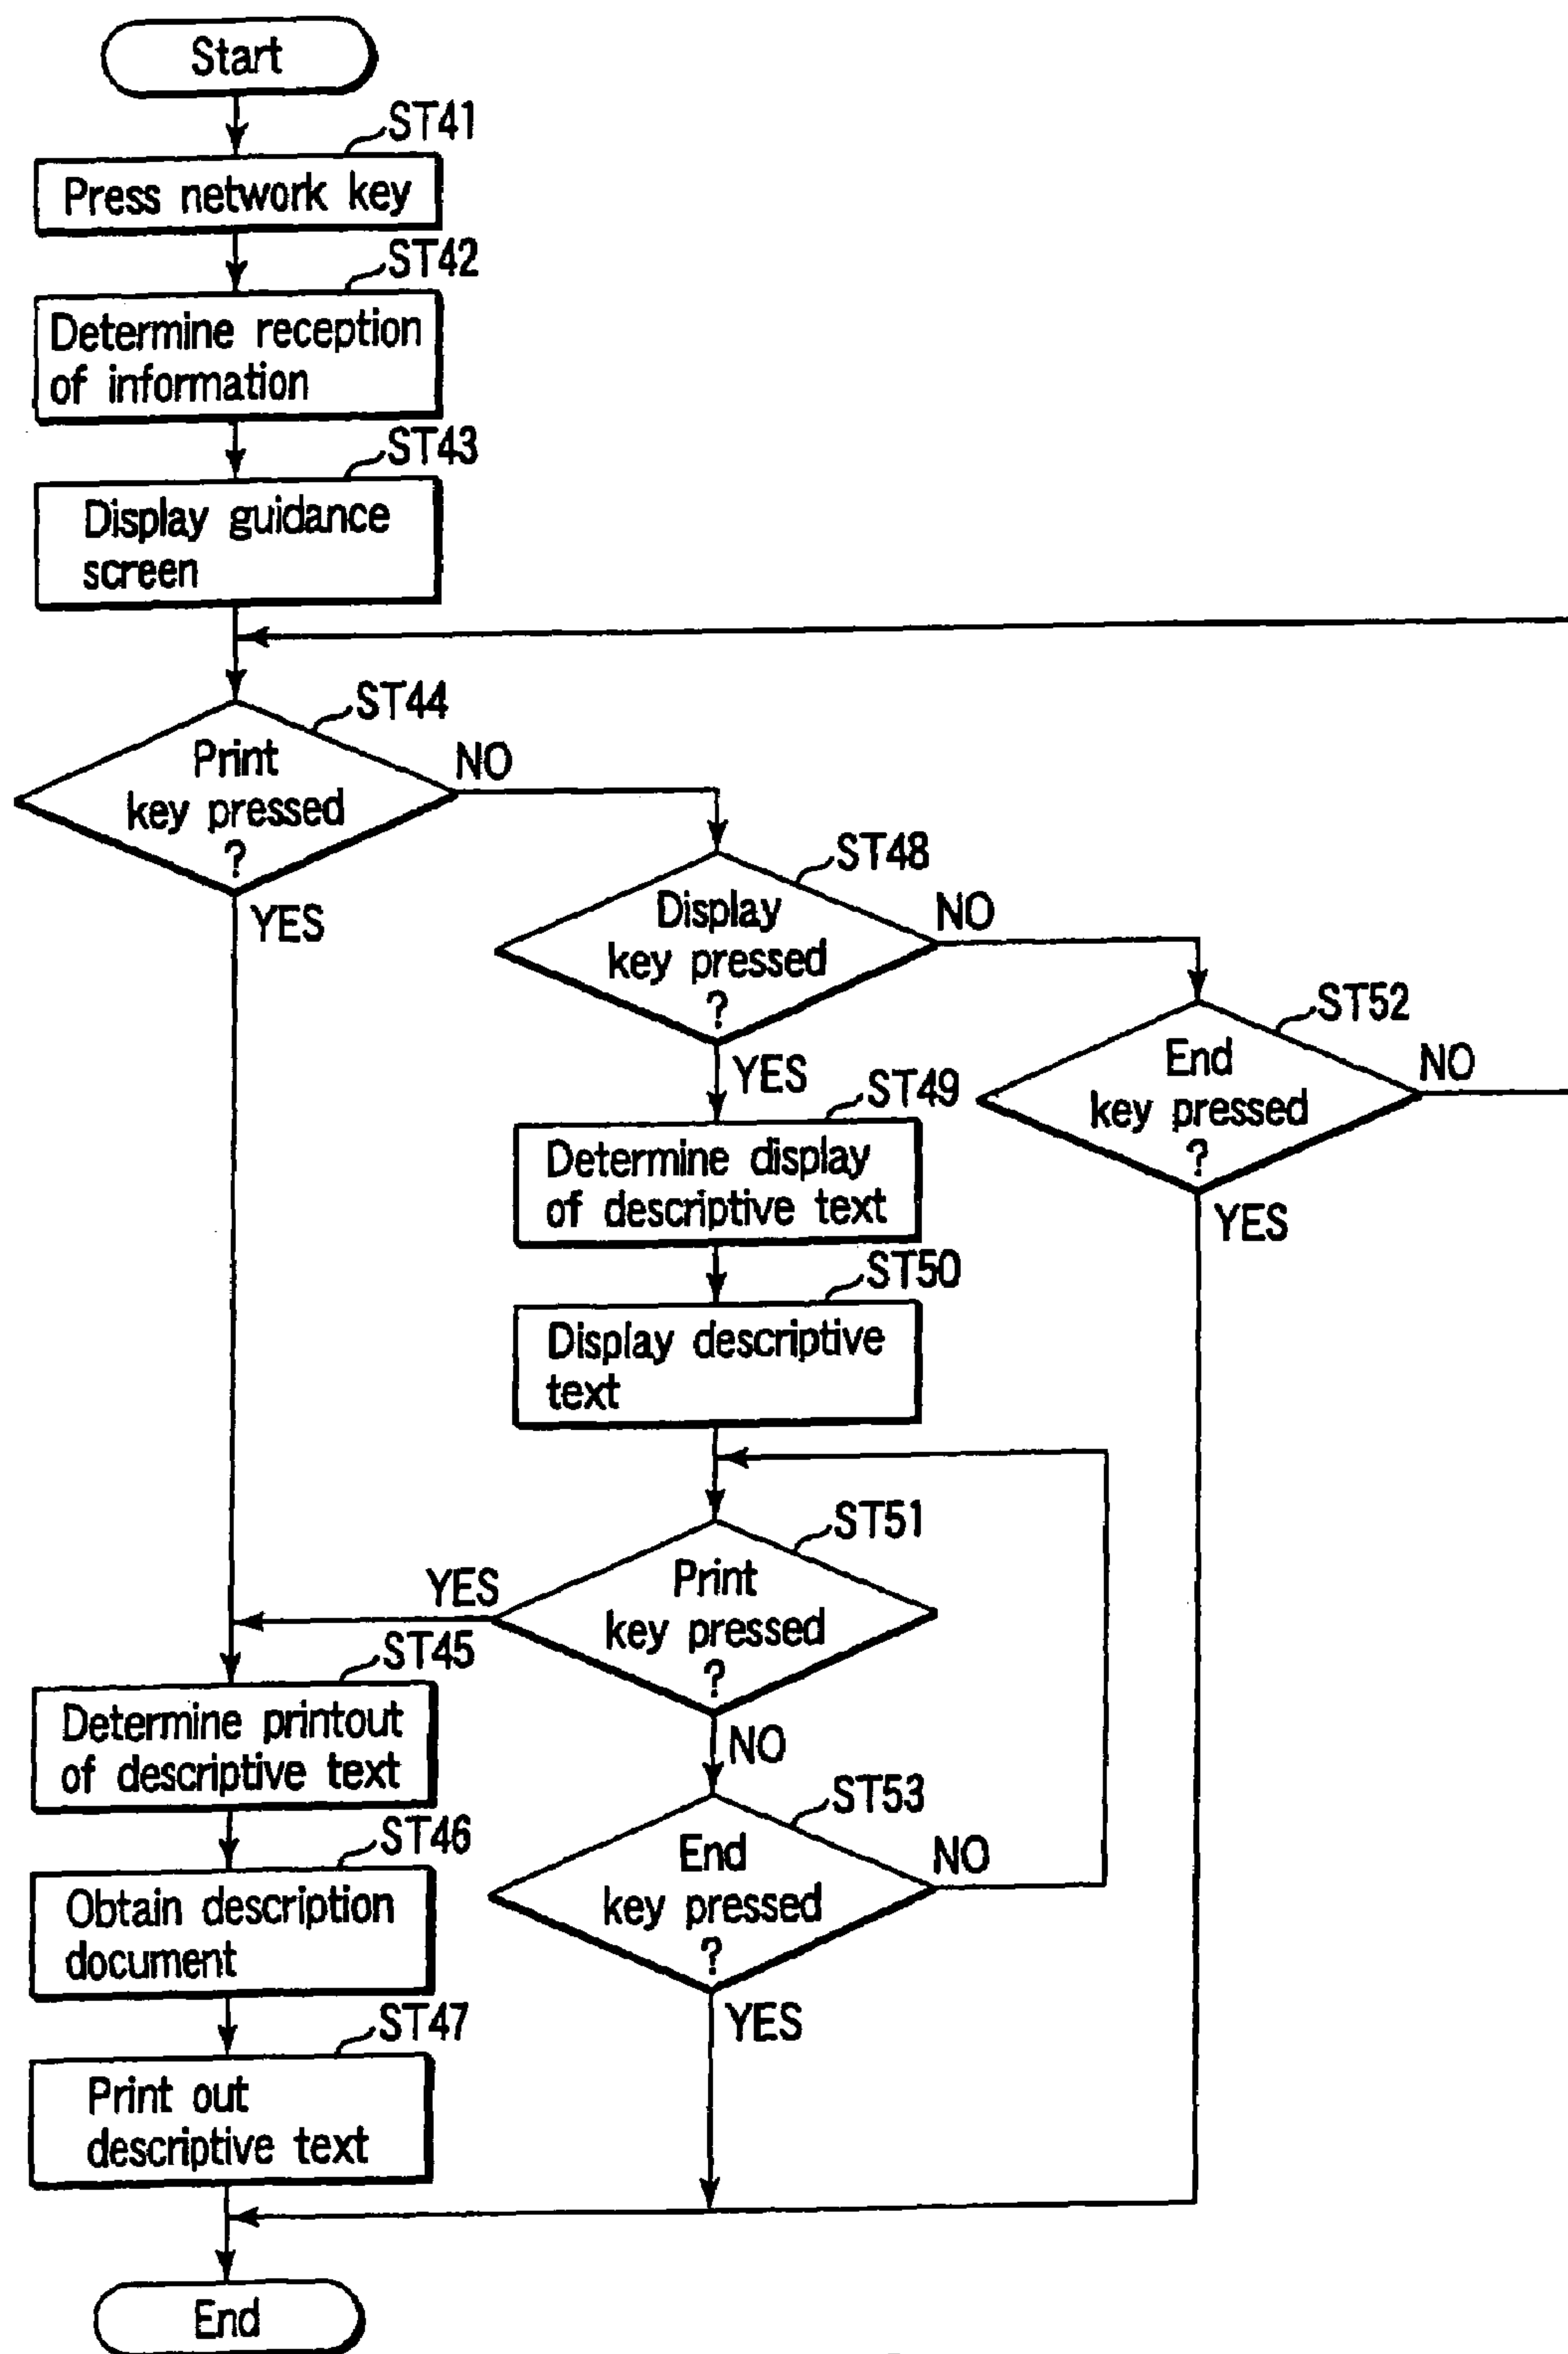 Start
ST41
Press network key
ST42
Determine reception
of information
ST43
Display guidance
screen
ST44
Print
key pressed
?
NO
YES
ST48
Display
key pressed
?
NO
YES
ST52
End
key pressed
?
NO
YES
ST49
Determine display
of descriptive text
ST50
Display descriptive
text
ST51
Print
key pressed
?
YES
NO
ST45
Determine printout
of descriptive text
ST46
Obtain description
document
ST47
Print out
descriptive text
ST53
End
key pressed
?
NO
YES
End